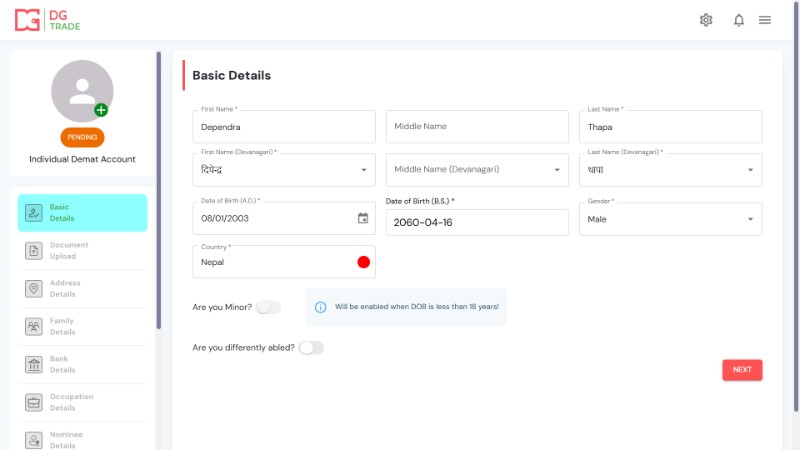 DG
TRADE
PENDING
Individual Demat Account
Basic
Details
Document
Upload
Address
Details
Family
Details
Bank
Details
Occupation
Details
Nominee
Details
Basic Details
First Name *
Dependra
Middle Name
Last Name *
Thapa
First Name (Devanagari) *
दिपेन्द्र
Middle Name (Devanagari)
Last Name (Devanagari) *
थापा
Date of Birth (A.D.) *
08/01/2003
Date of Birth (B.S.) *
2060-04-16
Gender *
Male
Country *
Nepal
Are you Minor?
Will be enabled when DOB is less than 18 years!
Are you differently abled?
NEXT